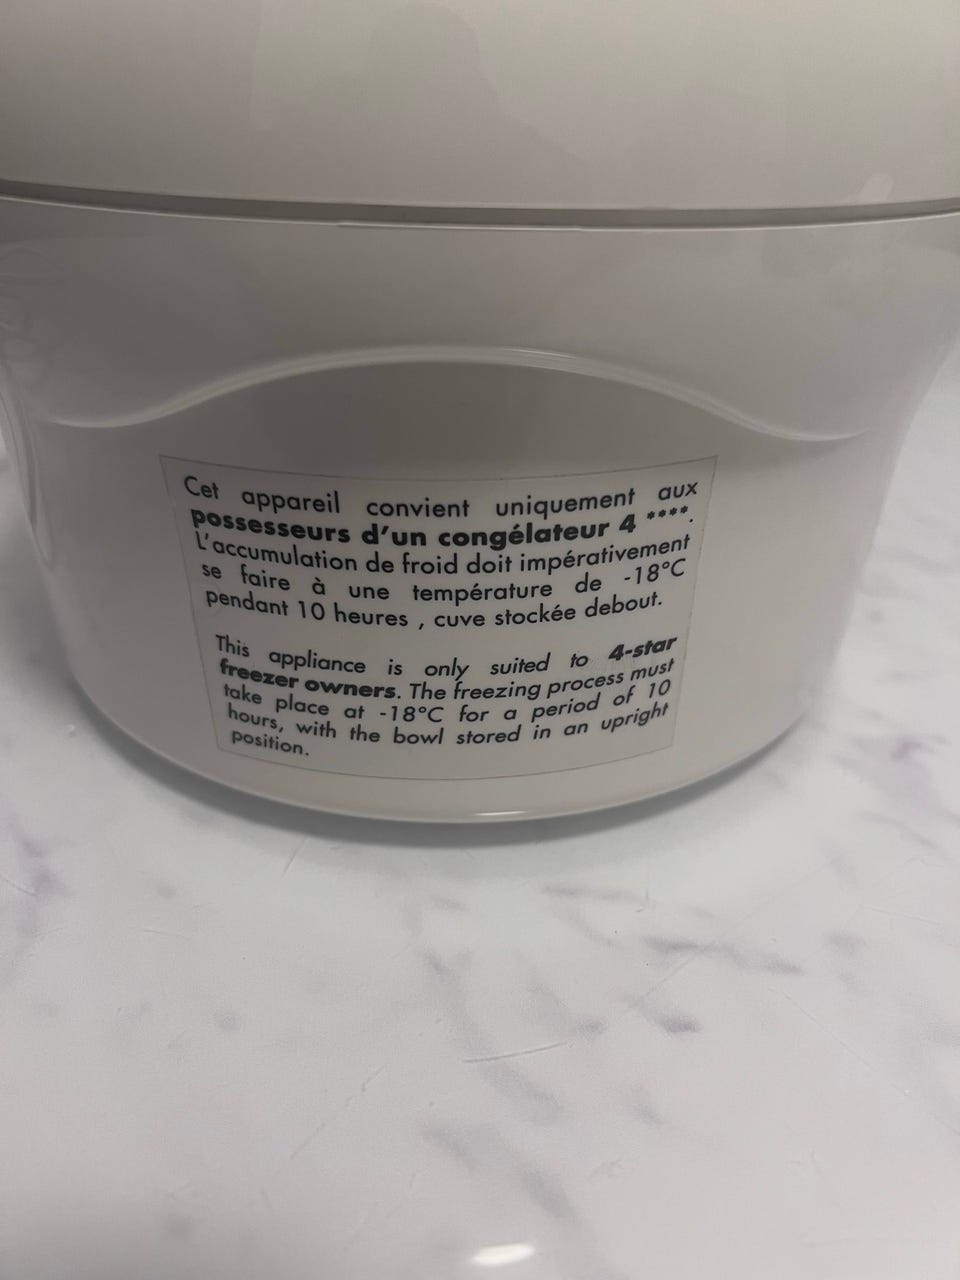 Cet appareil convient uniquement aux
possesseurs d'un congélateur 4 ****.
L'accumulation de froid doit impérativement
se faire à une température de -18°C
pendant 10 heures , cuve stockée debout.
This appliance is only suited to 4-star
freezer owners. The freezing process must
take place at -18°C for a period of 10
hours, with the bowl stored in an upright
position.